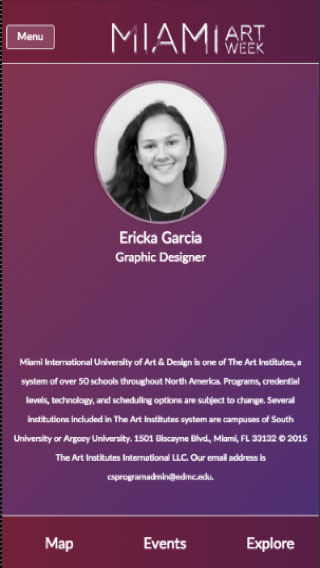 Menu
MIAMI ART WEEK
Ericka Garcia
Graphic Designer
Miami International University of Art & Design is one of The Art Institutes, a
system of over 50 schools throughout North America. Programs, credential
levels, technology, and scheduling options are subject to change. Several
institutions included in The Art Institutes system are campuses of South
University or Argosy University. 1501 Biscayne Blvd., Miami, FL 33132 © 2015
The Art Institutes International LLC. Our email address is
csprogramadmin@edmc.edu.
Map Events Explore